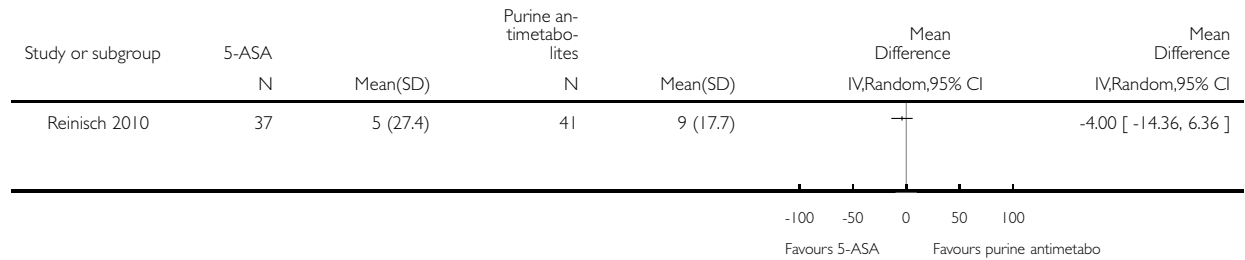 Purine an-
timetabo-
lites
Study or subgroup 5-ASA Mean Difference Mean Difference
N Mean(SD) N Mean(SD) IV,Random,95% CI IV,Random,95% CI
Reinisch 2010 37 5 (27.4) 41 9 (17.7) -4.00 [ -14.36, 6.36 ]
-100 -50 0 50 100
Favours 5-ASA Favours purine antimetabo